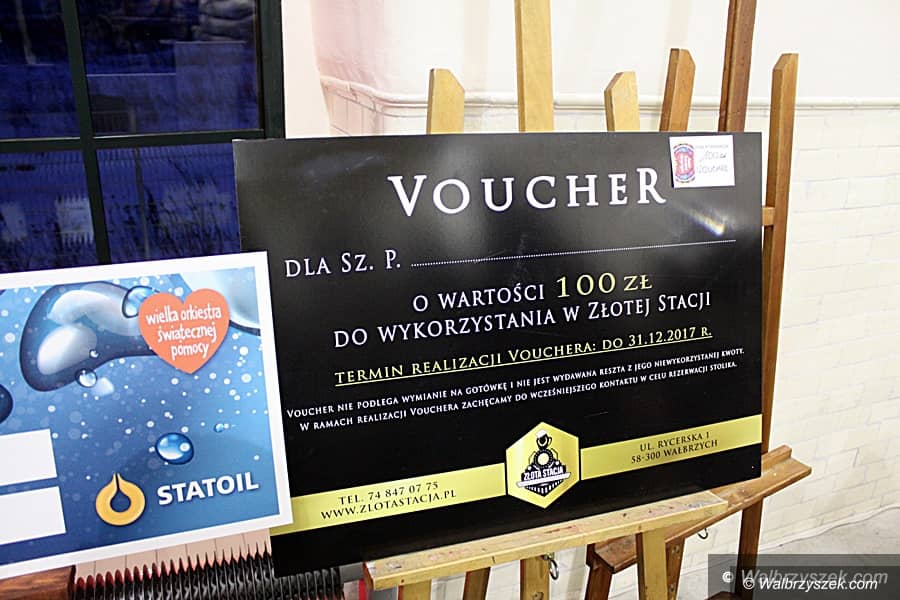 VOUCHER
DLA SZ. P.
O WARTOŚCI 100 ZŁ
DO WYKORZYSTANIA W ZŁOTEJ STACJI
TERMIN REALIZACJI VOUCHERA: DO 31.12.2017 R.
VOUCHER NIE PODLEGA WYMIANIE NA GOTÓWKĘ I NIE JEST WYDAWANA RESZTA Z JEGO NIEWYKORZYSTANEJ KWOTY.
W RAMACH REALIZACJI VOUCHERA ZACHĘCAMY DO WCZEŚNIEJSZEGO KONTAKTU W CELU REZERWACJI STOLIKA.
TEL. 74 847 07 75
WWW.ZLOTASTACJA.PL
ZŁOTA STACJA
UL. RYCERSKA 1
58-300 WAŁBRZYCH
wielka orkiestra
świątecznej
pomocy
STATOIL
© Walbrzyszek.com
© Walbrzyszek.com